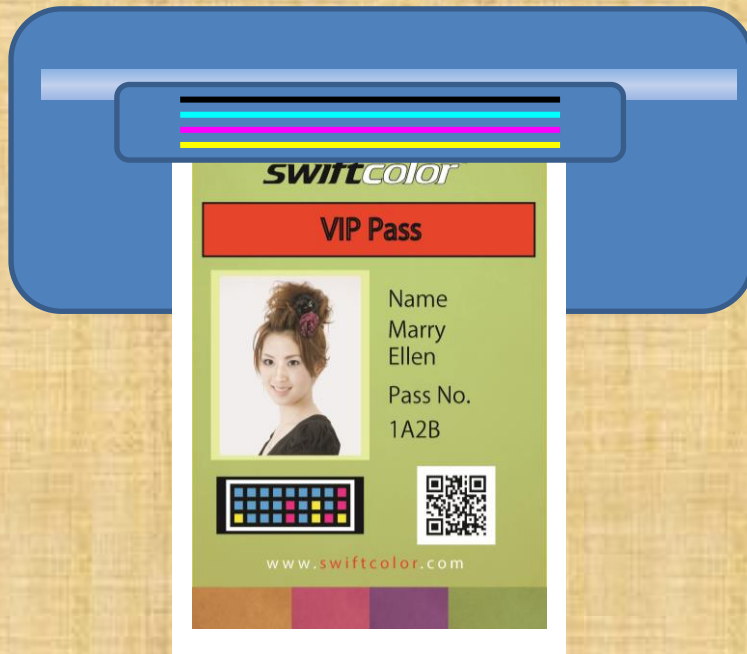 swiftcolor
VIP Pass
Name
Marry
Ellen
Pass No.
1A2B
www.swiftcolor.com